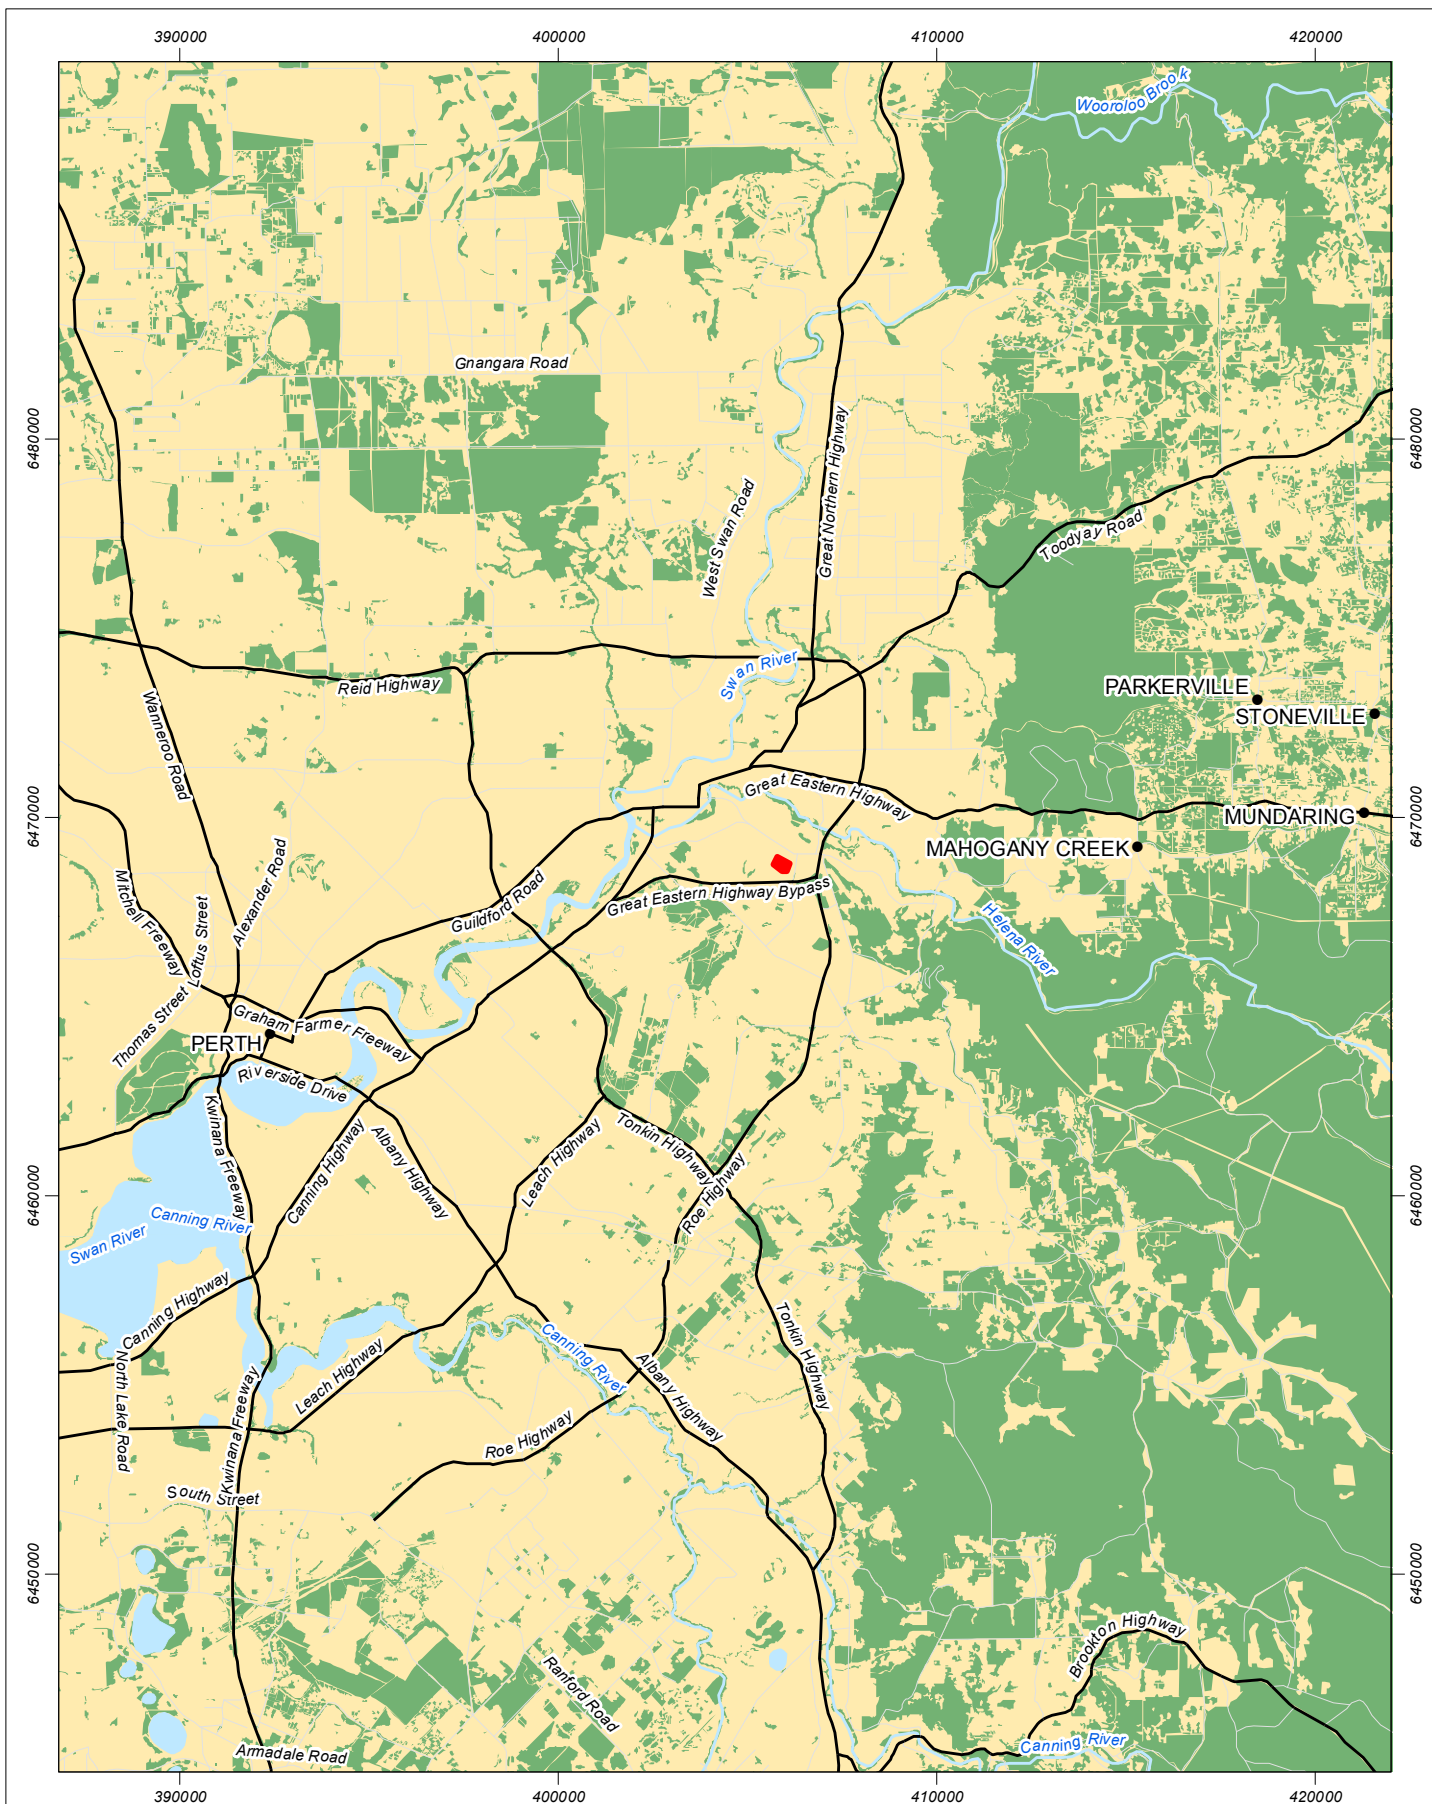 390000
400000
410000
420000
Wooroloo Brook
Gnangara Road
6480000
6480000
Great Northern Highway
West Swan Road
Toodyay Road
Swan River
Reid Highway
PARKERVILLE
STONEVILLE
Wanneroo Road
Great Eastern Highway
6470000
6470000
MUNDARING
MAHOGANY CREEK
Alexander Road
Mitchell Freeway
Loftus Street
Guildford Road
Great Eastern Highway Bypass
Helena River
Thomas Street
Graham Farmer Freeway
PERTH
Riverside Drive
Kwinana Freeway
Canning Highway
Albany Highway
Leach Highway
Tonkin Highway
Roe Highway
6460000
6460000
Canning River
Swan River
Canning Highway
Tonkin Highway
North Lake Road
Kwinana Freeway
Leach Highway
Canning River
Albany Highway
Roe Highway
South Street
6450000
6450000
Brookton Highway
Ranford Road
Armadale Road
Canning River
390000
400000
410000
420000